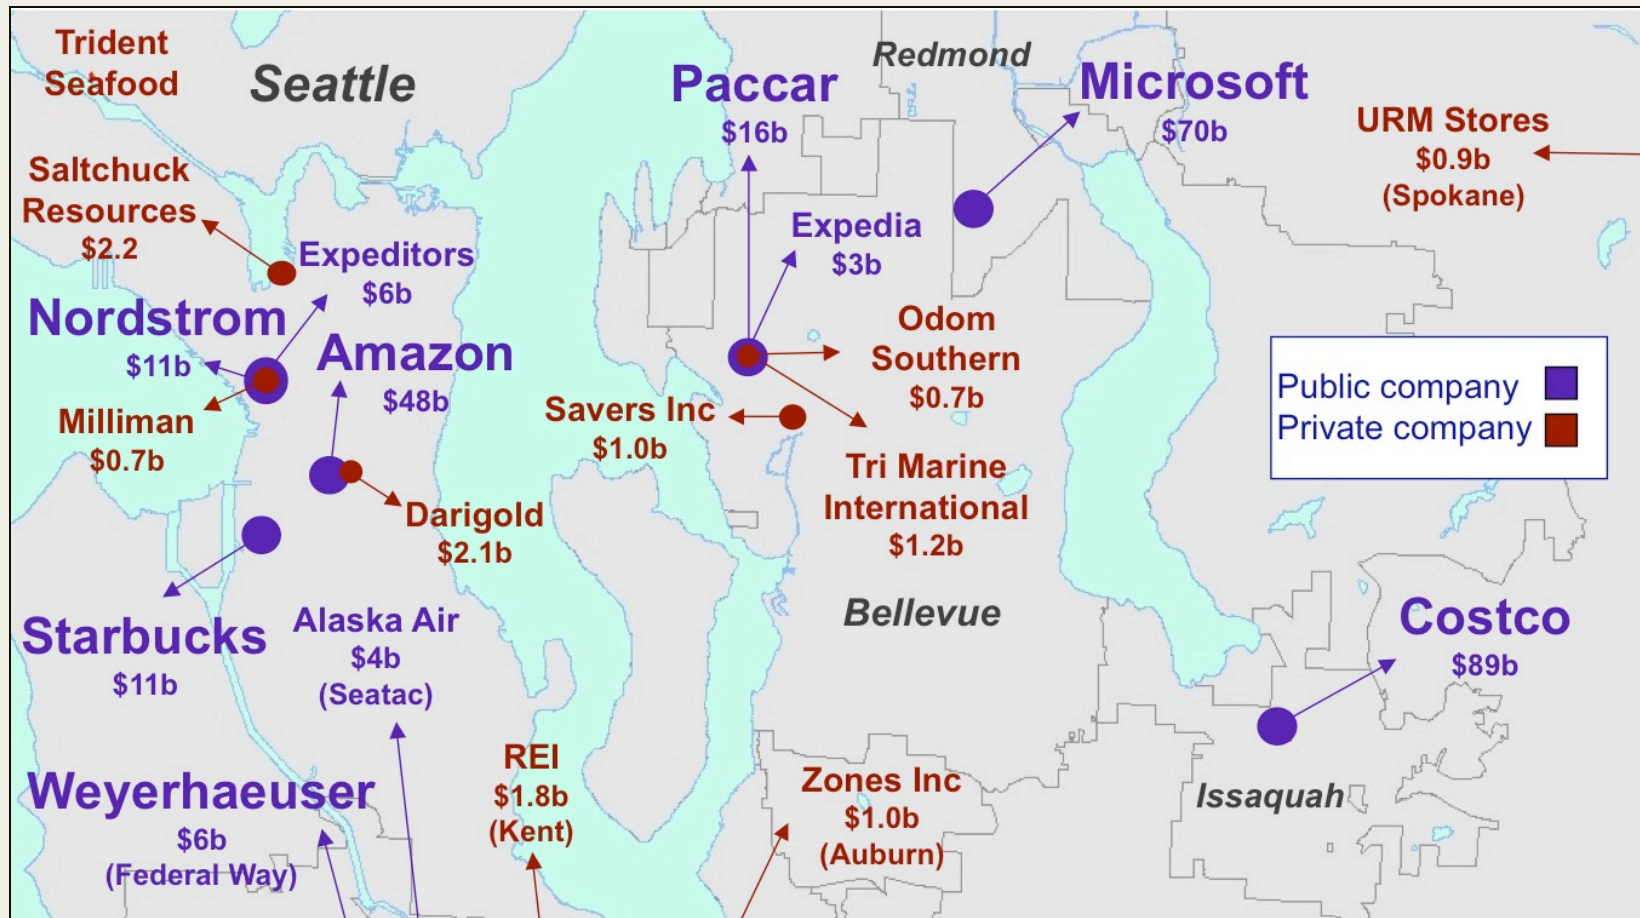 Trident
Seafood
Seattle
Redmond
Paccar
$16b
Microsoft
$70b
URM Stores
$0.9b
(Spokane)
Saltchuck
Resources
$2.2
Expeditors
$6b
Expedia
$3b
Nordstrom
$11b
Amazon
$48b
Odom
Southern
$0.7b
Public company
Private company
Milliman
$0.7b
Savers Inc
$1.0b
Tri Marine
International
$1.2b
Darigold
$2.1b
Starbucks
$11b
Alaska Air
$4b
(Seatac)
Bellevue
Costco
$89b
Weyerhaeuser
$6b
(Federal Way)
REI
$1.8b
(Kent)
Zones Inc
$1.0b
(Auburn)
Issaquah